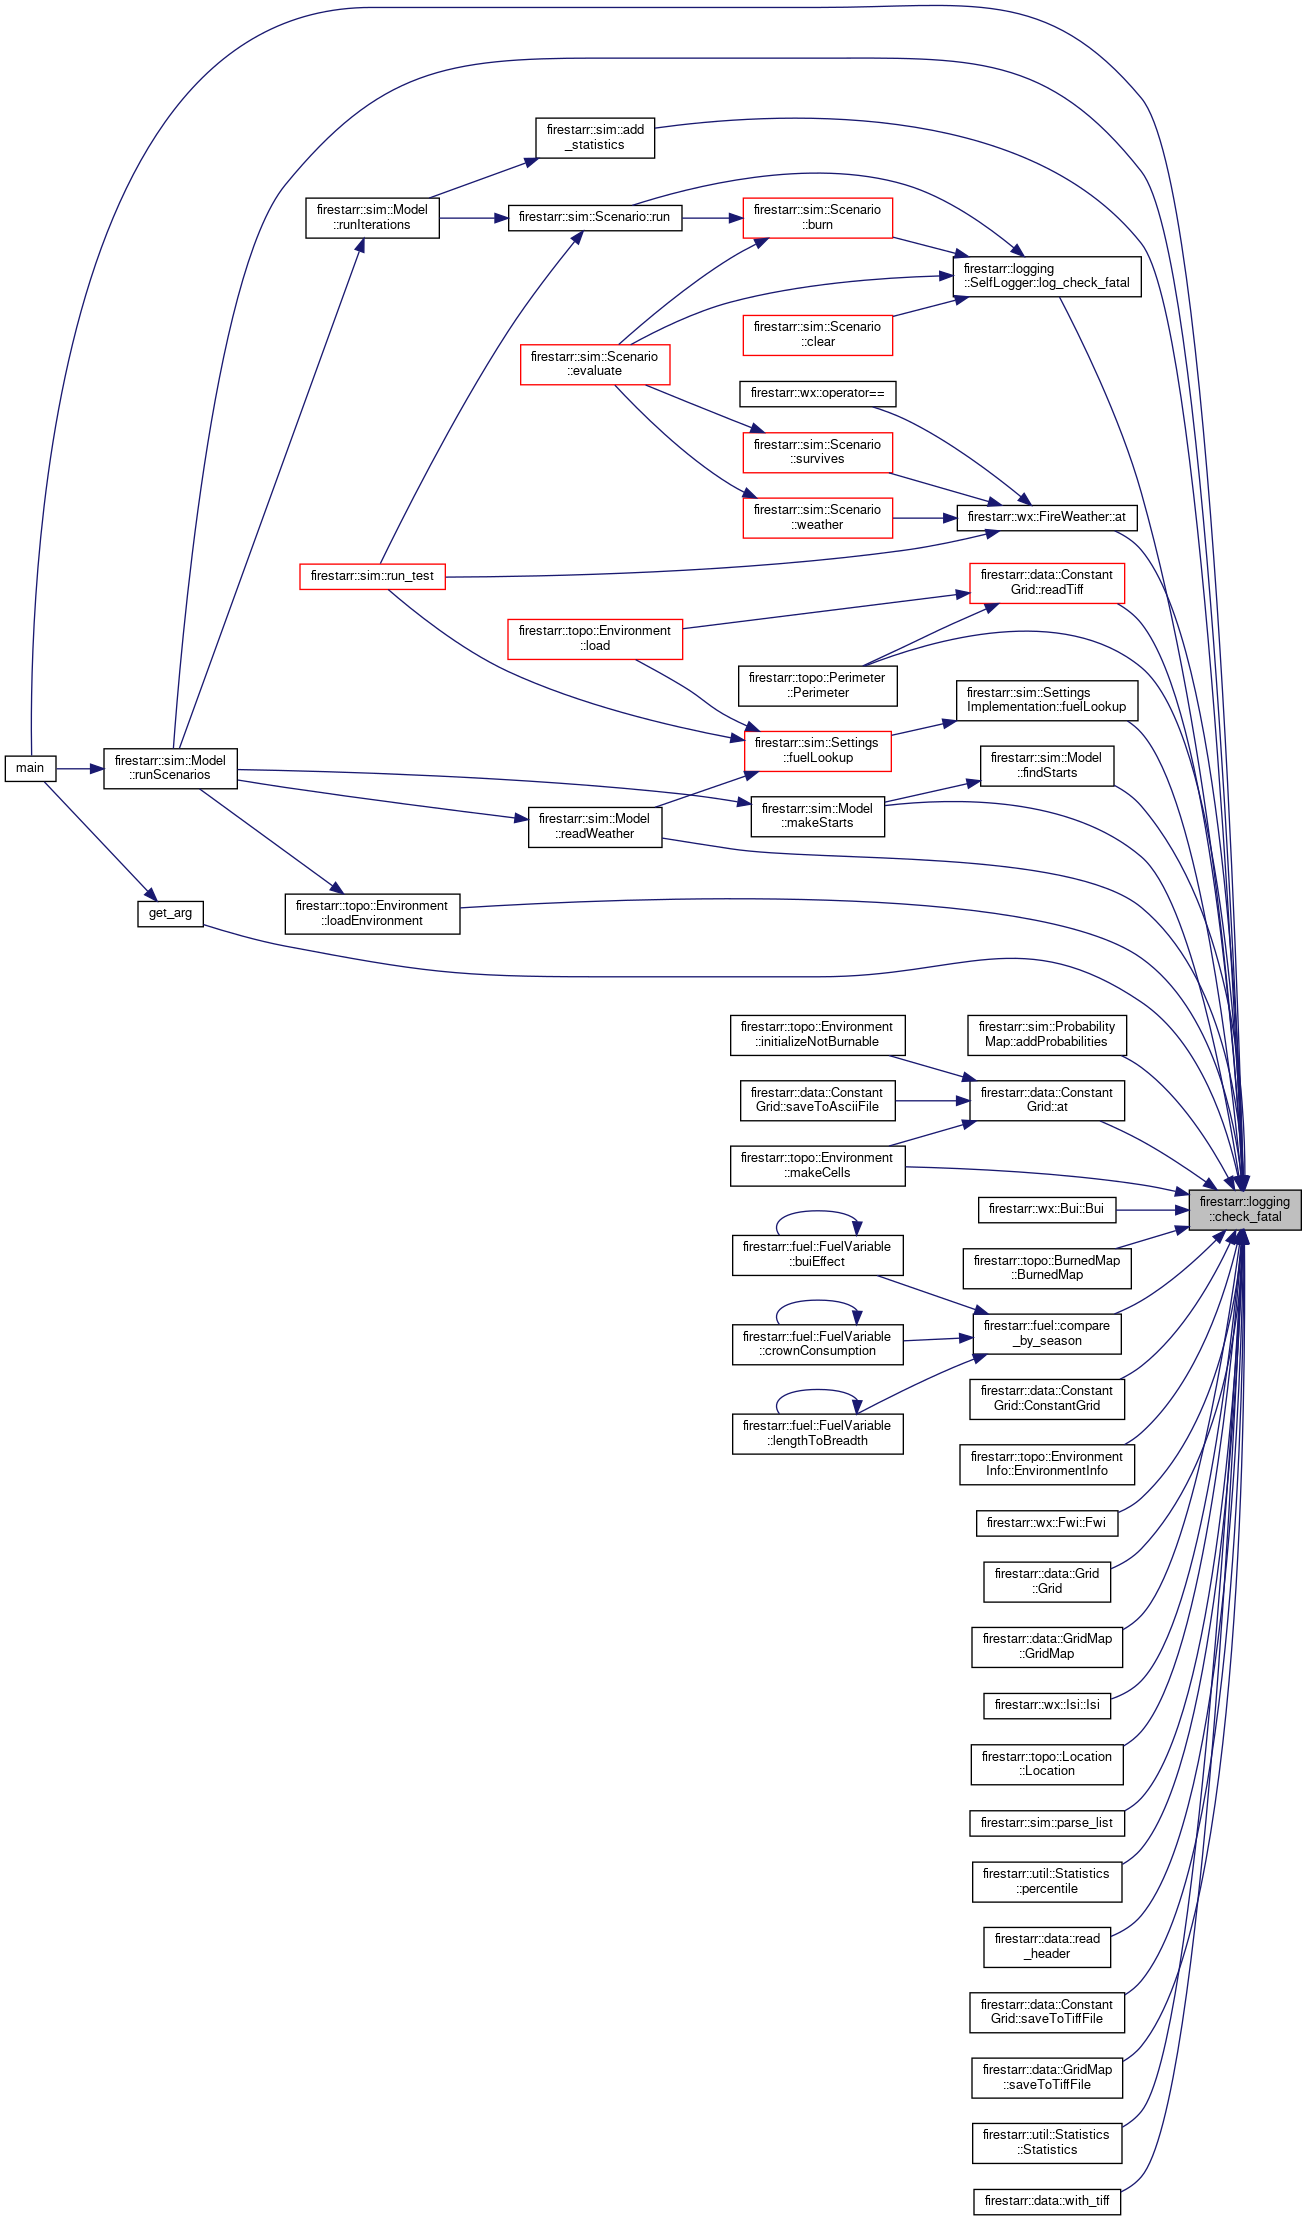 firestarr::sim::add
_statistics
firestarr::sim::Model
::runIterations
firestarr::sim::Scenario::run
firestarr::sim::Scenario
::burn
firestarr::logging
::SelfLogger::log_check_fatal
firestarr::sim::Scenario
::clear
firestarr::sim::Scenario
::evaluate
firestarr::wx::operator==
firestarr::sim::Scenario
::survives
firestarr::sim::Scenario
::weather
firestarr::wx::FireWeather::at
firestarr::sim::run_test
firestarr::data::Constant
Grid::readTiff
firestarr::topo::Environment
::load
firestarr::topo::Perimeter
::Perimeter
firestarr::sim::Settings
Implementation::fuelLookup
firestarr::sim::Settings
::fuelLookup
main
firestarr::sim::Model
::runScenarios
firestarr::sim::Model
::findStarts
firestarr::sim::Model
::makeStarts
firestarr::sim::Model
::readWeather
get_arg
firestarr::topo::Environment
::loadEnvironment
firestarr::topo::Environment
::initializeNotBurnable
firestarr::sim::Probability
Map::addProbabilities
firestarr::data::Constant
Grid::saveToAsciiFile
firestarr::data::Constant
Grid::at
firestarr::topo::Environment
::makeCells
firestarr::wx::Bui::Bui
firestarr::logging
::check_fatal
firestarr::fuel::FuelVariable
::buiEffect
firestarr::topo::BurnedMap
::BurnedMap
firestarr::fuel::FuelVariable
::crownConsumption
firestarr::fuel::compare
_by_season
firestarr::data::Constant
Grid::ConstantGrid
firestarr::fuel::FuelVariable
::lengthToBreadth
firestarr::topo::Environment
Info::EnvironmentInfo
firestarr::wx::Fwi::Fwi
firestarr::data::Grid
::Grid
firestarr::data::GridMap
::GridMap
firestarr::wx::Isi::Isi
firestarr::topo::Location
::Location
firestarr::sim::parse_list
firestarr::util::Statistics
::percentile
firestarr::data::read
_header
firestarr::data::Constant
Grid::saveToTiffFile
firestarr::data::GridMap
::saveToTiffFile
firestarr::util::Statistics
::Statistics
firestarr::data::with_tiff